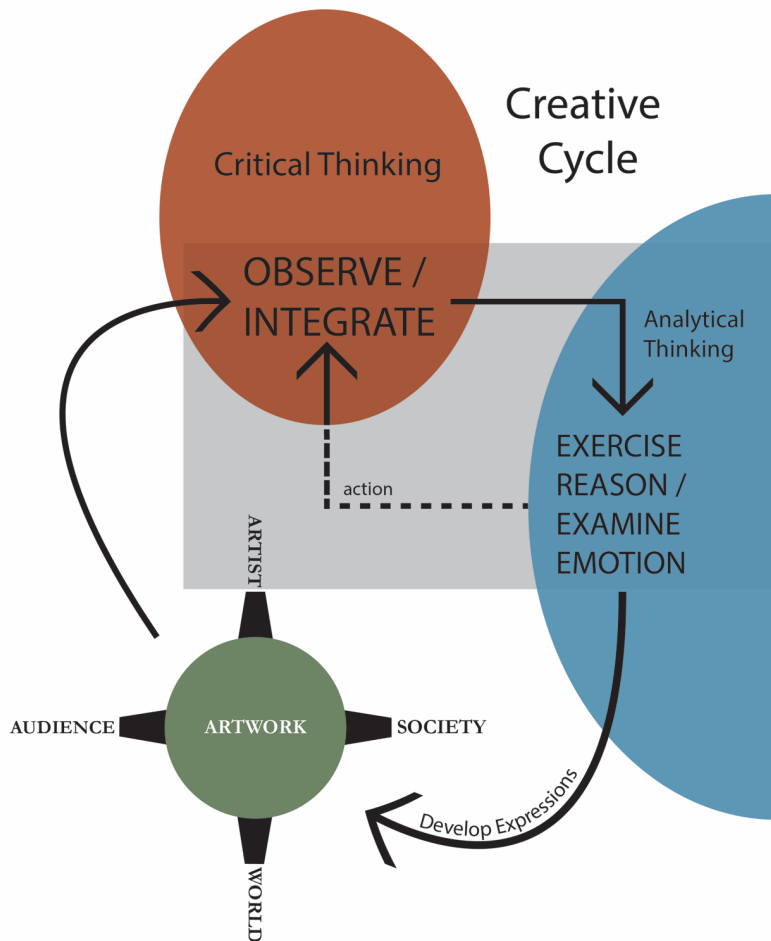 Creative
Cycle
Critical Thinking
OBSERVE /
INTEGRATE
Analytical
Thinking
EXERCISE
REASON /
EXAMINE
EMOTION
action
ARTIST
AUDIENCE
ARTWORK
SOCIETY
WORLD
Develop Expressions